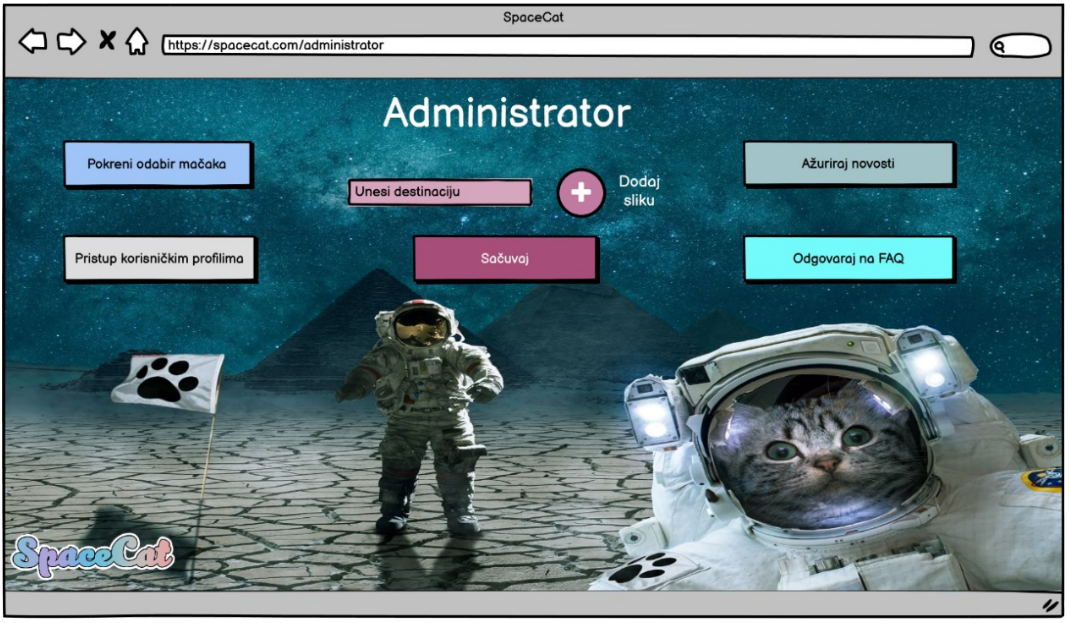 SpaceCat
https://spacecat.com/administrator
Administrator
Pokreni odabir mačaka
Ažuriraj novosti
Unesi destinaciju
Dodaj
sliku
Pristup korisničkim profilima
Sačuvaj
Odgovaraj na FAQ
SpaceCat